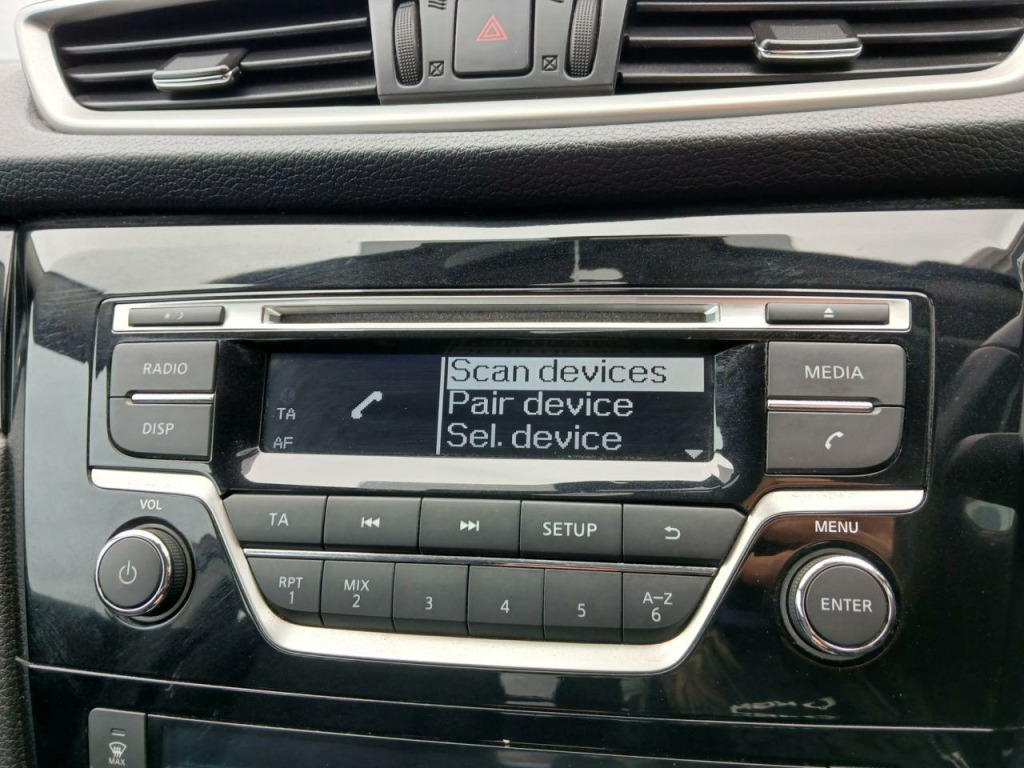 RADIO
DISP
TA
AF
Scan devices
Pair device
Sel. device
MEDIA
VOL
TA
SETUP
MENU
RPT
1
MIX
2
3
4
5
A-Z
6
ENTER
MAX